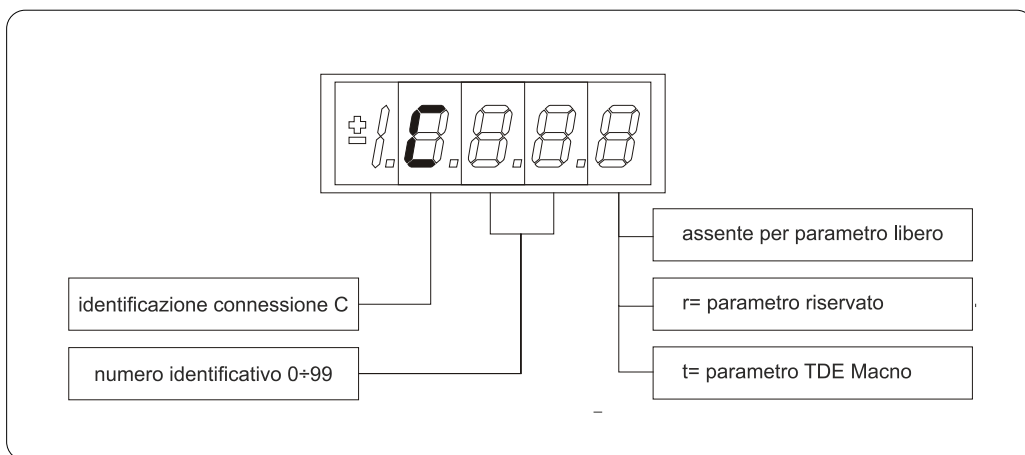 ±1.C.8.8.8
assente per parametro libero
identificazione connessione C
r= parametro riservato
numero identificativo 0÷99
t= parametro TDE Macno